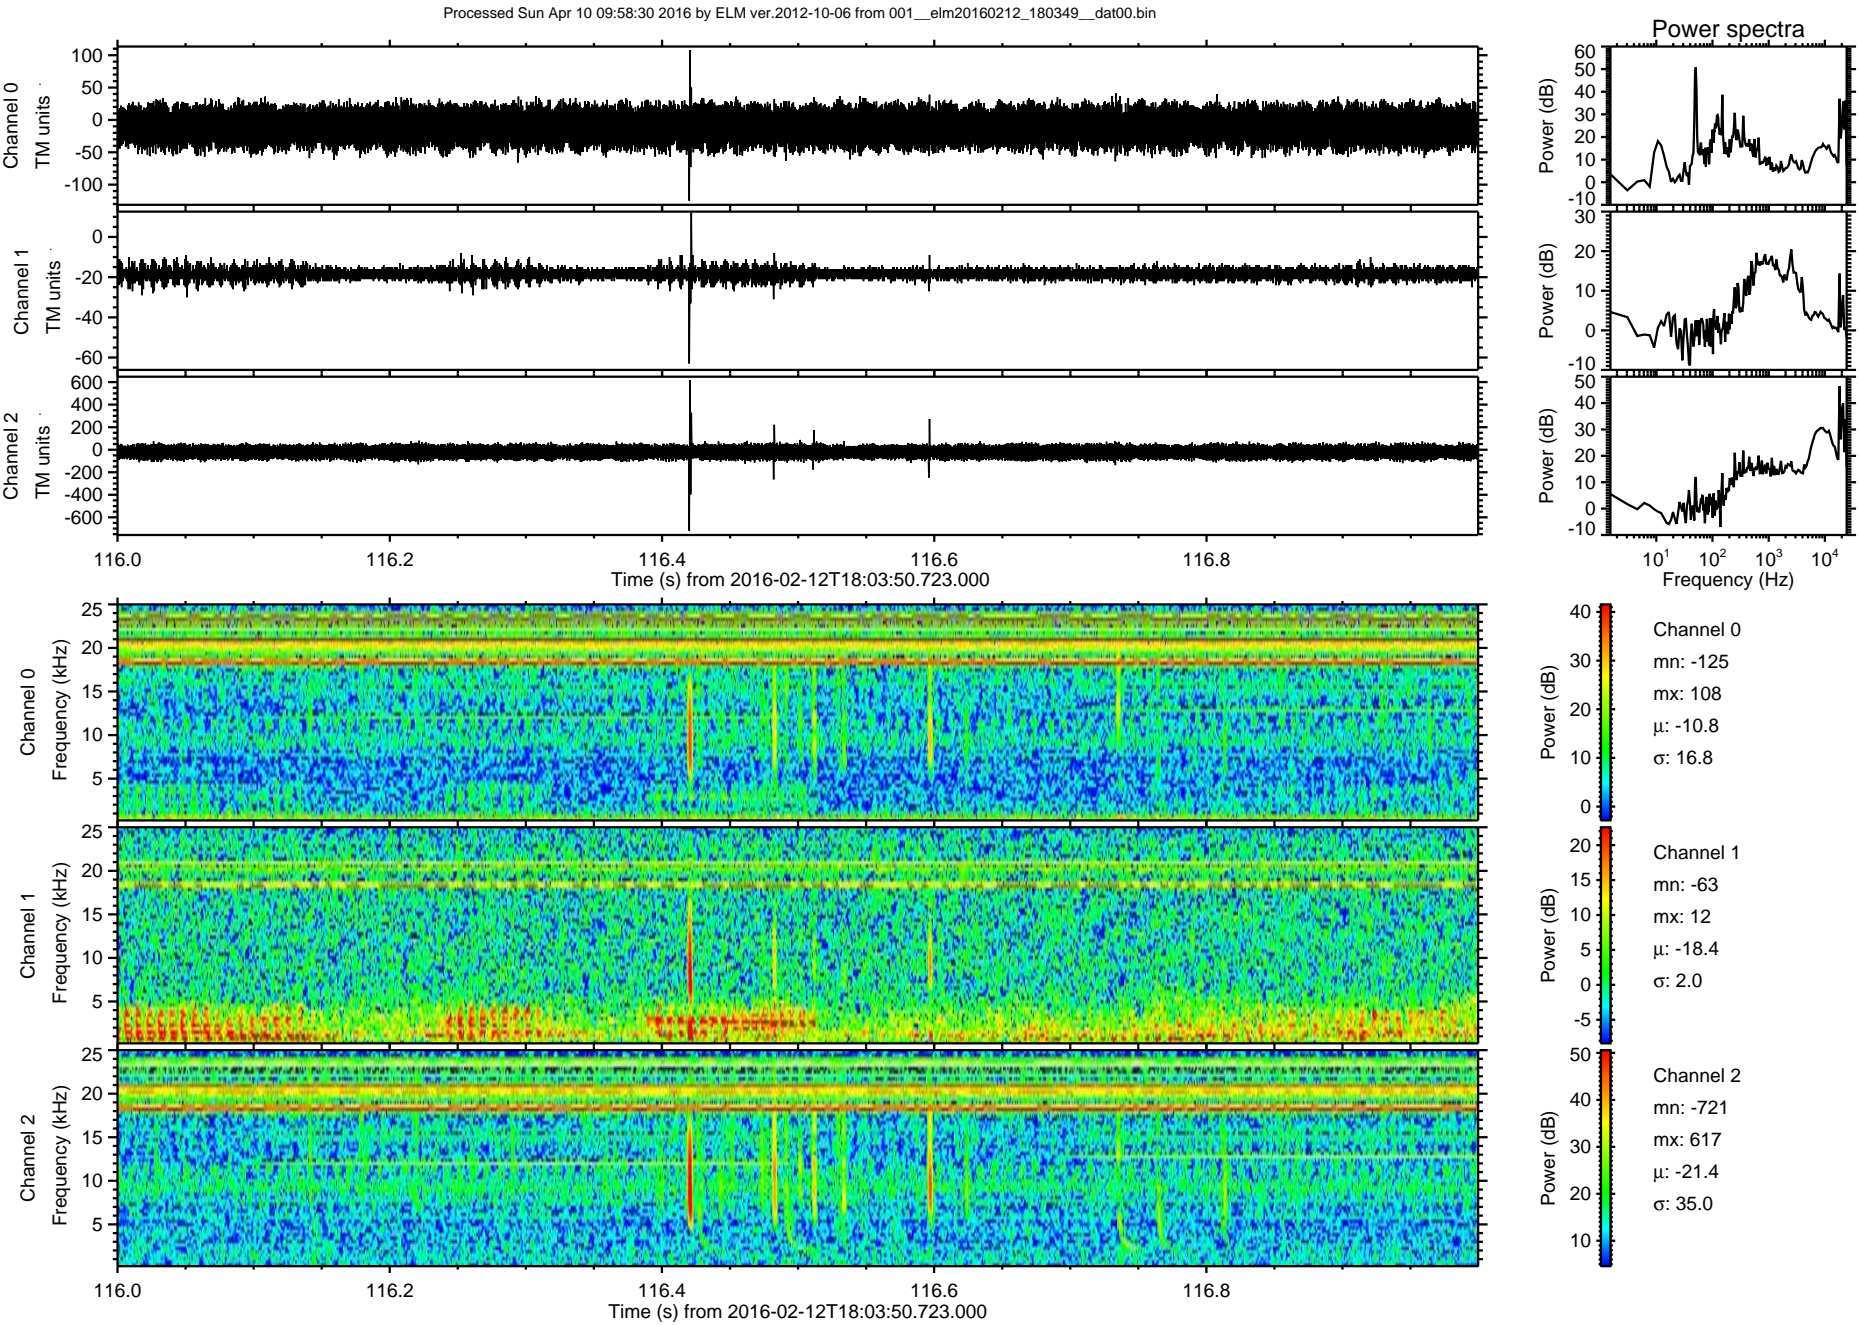 Processed Sun Apr 10 09:58:30 2016 by ELM ver.2012-10-06 from 001__elm20160212_180349__dat00.bin
Power spectra
Channel 0
TM units
100
50
0
-50
-100
Power (dB)
60
50
40
30
20
10
0
-10
Channel 1
TM units
0
-20
-40
-60
Power (dB)
30
20
10
0
-10
Channel 2
TM units
600
400
200
0
-200
-400
-600
Power (dB)
50
40
30
20
10
0
-10
116.0 116.2 116.4 116.6 116.8
Time (s) from 2016-02-12T18:03:50.723.000
10^1 10^2 10^3 10^4
Frequency (Hz)
Channel 0
Frequency (kHz)
25
20
15
10
5
Power (dB)
40
30
20
10
0
Channel 0
mn: -125
mx: 108
µ: -10.8
σ: 16.8
Channel 1
Frequency (kHz)
25
20
15
10
5
Power (dB)
20
15
10
5
0
-5
Channel 1
mn: -63
mx: 12
µ: -18.4
σ: 2.0
Channel 2
Frequency (kHz)
25
20
15
10
5
Power (dB)
50
40
30
20
10
Channel 2
mn: -721
mx: 617
µ: -21.4
σ: 35.0
116.0 116.2 116.4 116.6 116.8
Time (s) from 2016-02-12T18:03:50.723.000